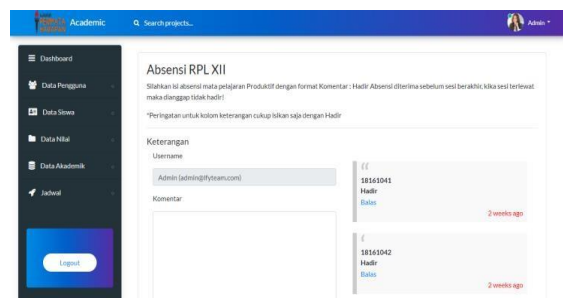 Academic
Search projects...
Admin
Dashboard
Data Pengguna
Data Siswa
Data Nilai
Data Akademik
Jadwal
Logout
Absensi RPL XII
Silahkan isi absensi mata pelajaran Produktif dengan format Komentar : Hadir Absensi diterima sebelum sesi berakhir, kika sesi terlewat
maka dianggap tidak hadir!
*Peringatan untuk kolom keterangan cukup isikan saja dengan Hadir
Keterangan
Username
Admin (admin@lfyteam.com)
Komentar
18161041
Hadir
Balas
2 weeks ago
18161042
Hadir
Balas
2 weeks ago